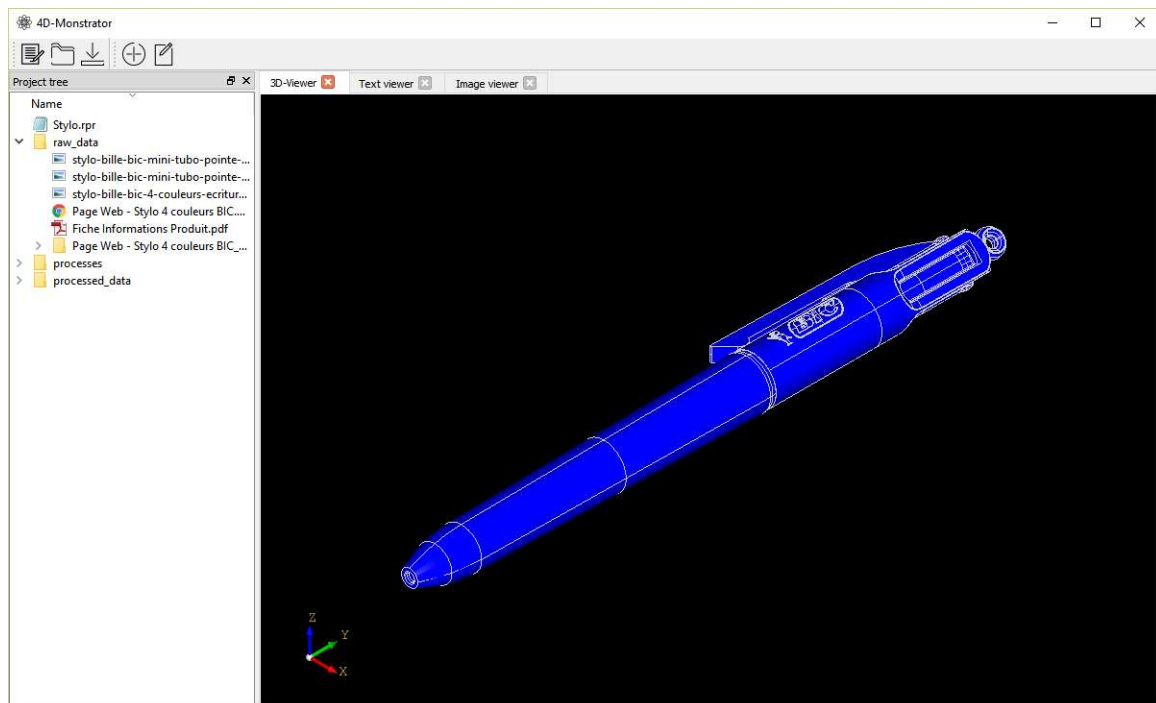 4D-Monstrator
Project tree
3D-Viewer
Text viewer
Image viewer
Name
Stylo.rpr
raw_data
stylo-bille-bic-mini-tubo-pointe-...
stylo-bille-bic-mini-tubo-pointe-...
stylo-bille-bic-4-couleurs-ecritur...
Page Web - Stylo 4 couleurs BIC....
Fiche Informations Produit.pdf
Page Web - Stylo 4 couleurs BIC_...
processes
processed_data
BIC
Z
Y
X